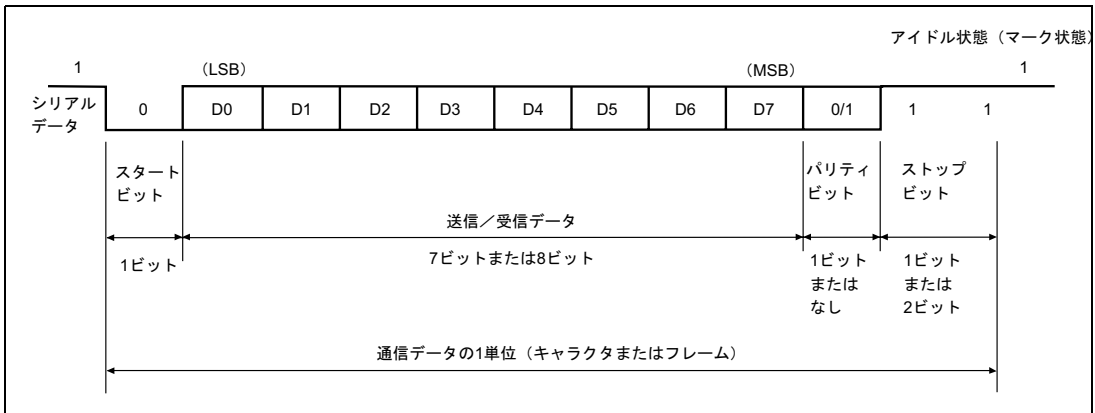 アイドル状態（マーク状態）
1 （LSB） （MSB） 1
シリアル
データ
0 D0 D1 D2 D3 D4 D5 D6 D7 0/1 1 1
スタート
ビット
パリティ
ビット
ストップ
ビット
送信／受信データ
1ビット
7ビットまたは8ビット
1ビット
または
なし
1ビット
または
2ビット
通信データの1単位（キャラクタまたはフレーム）